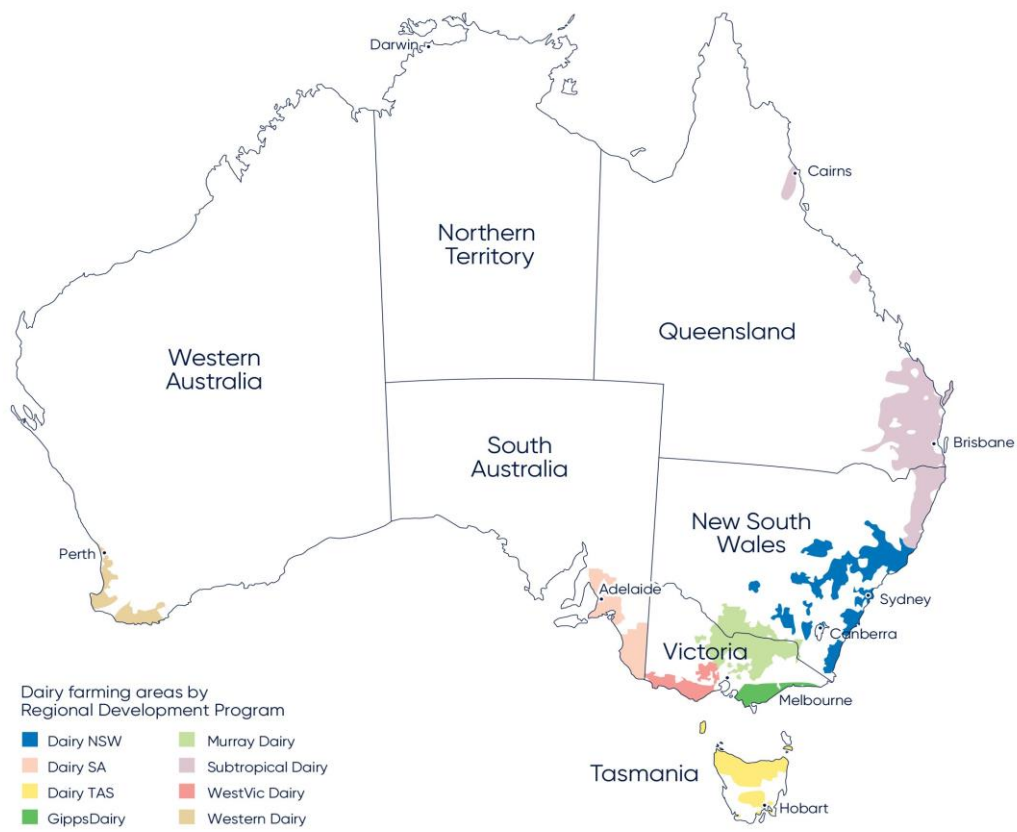 Darwin
Cairns
Northern
Territory
Queensland
Western
Australia
South
Australia
Brisbane
New South
Wales
Perth
Adelaide
Sydney
Canberra
Victoria
Melbourne
Dairy farming areas by
Regional Development Program
Dairy NSW
Murray Dairy
Dairy SA
Subtropical Dairy
Dairy TAS
WestVic Dairy
GippsDairy
Western Dairy
Tasmania
Hobart